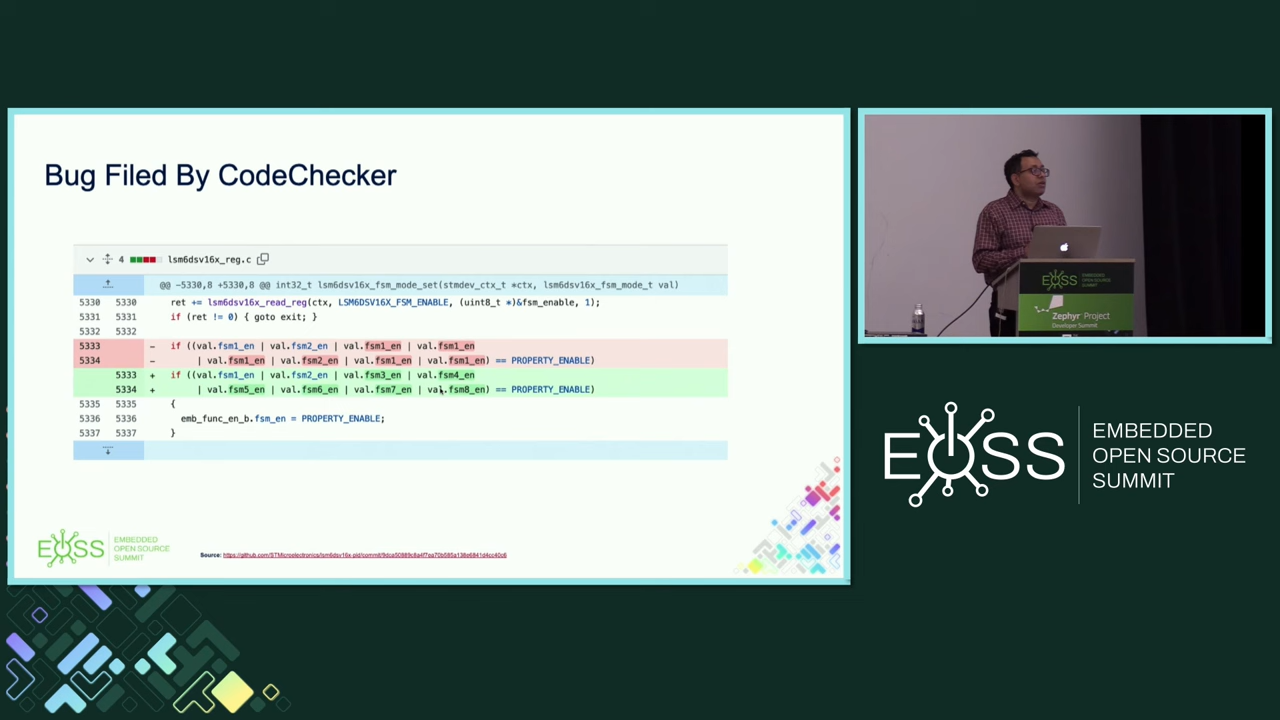 Bug Filed By CodeChecker
4 lsm6dsv16x_reg.c
@@ -5330,8 +5330,8 @@ int32_t lsm6dsv16x_fsm_mode_set(stmdev_ctx_t *ctx, lsm6dsv16x_fsm_mode_t val)
5330 5330 ret += lsm6dsv16x_read_reg(ctx, LSM6DSV16X_FSM_ENABLE, (uint8_t *)&fsm_enable, 1);
5331 5331 if (ret != 0) { goto exit; }
5332 5332
5333 - if ((val.fsm1_en | val.fsm2_en | val.fsm1_en | val.fsm1_en
5334 - | val.fsm1_en | val.fsm2_en | val.fsm1_en | val.fsm1_en) == PROPERTY_ENABLE)
5333 + if ((val.fsm1_en | val.fsm2_en | val.fsm3_en | val.fsm4_en
5334 + | val.fsm5_en | val.fsm6_en | val.fsm7_en | val.fsm8_en) == PROPERTY_ENABLE)
5335 5335 {
5336 5336 emb_func_en_b.fsm_en = PROPERTY_ENABLE;
5337 5337 }
EOSS
EMBEDDED
OPEN SOURCE
SUMMIT
Source:
EMBEDDED
OPEN SOURCE
SUMMIT
Zephyr Project
Developer Summit
EOSS
EMBEDDED
OPEN SOURCE
SUMMIT